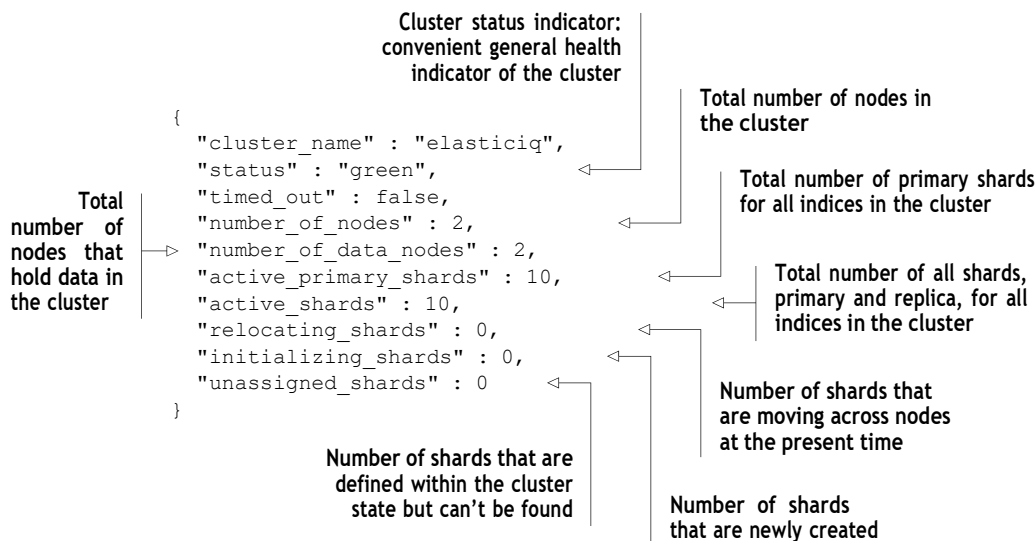 Cluster status indicator:
convenient general health
indicator of the cluster
Total number of nodes in
the cluster
{
"cluster_name" : "elasticiq",
"status" : "green",
"timed_out" : false,
"number_of_nodes" : 2,
"number_of_data_nodes" : 2,
"active_primary_shards" : 10,
"active_shards" : 10,
"relocating_shards" : 0,
"initializing_shards" : 0,
"unassigned_shards" : 0
}
Total
number of
nodes that
hold data in
the cluster
Total number of primary shards
for all indices in the cluster
Total number of all shards,
primary and replica, for all
indices in the cluster
Number of shards that
are moving across nodes
at the present time
Number of shards that are
defined within the cluster
state but can’t be found
Number of shards
that are newly created